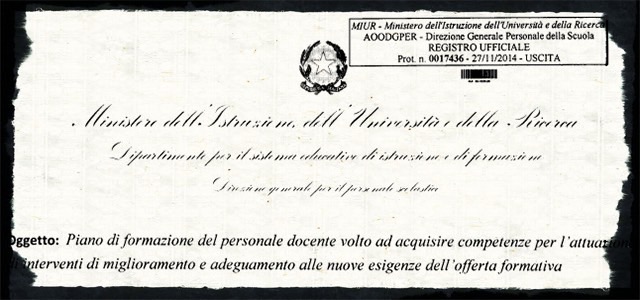 MIUR - Ministero dell'Istruzione dell'Università e della Ricerca
AOODGPER - Direzione Generale Personale della Scuola
REGISTRO UFFICIALE
Prot. n. 0017436 - 27/11/2014 - USCITA
Ministero dell'Istruzione, dell'Università e della Ricerca
Dipartimento per il sistema educativo di istruzione e di formazione
Direzione generale per il personale scolastico
Oggetto: Piano di formazione del personale docente volto ad acquisire competenze per l'attuazione
di interventi di miglioramento e adeguamento alle nuove esigenze dell'offerta formativa